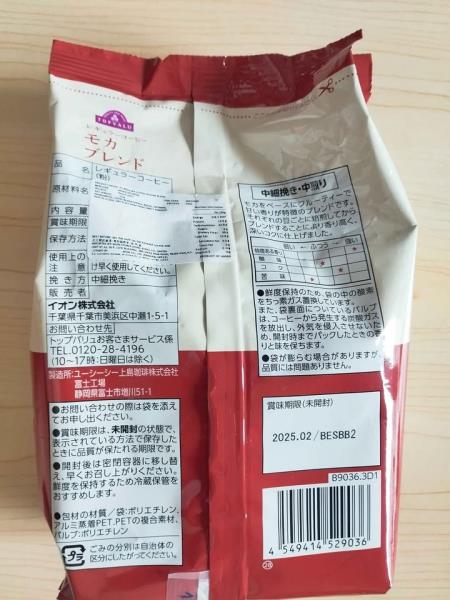 TOPVALU
レギュラーコーヒー
モカ
ブレンド
品 名 レギュラーコーヒー
(粉)
原材料名
内容量
賞味期限
保存方法
使用上の
注意 け早く使用してください。
挽き方 中細挽き
販売者
イオン株式会社
千葉県千葉市美浜区中瀬1-5-1
お問い合わせ先
トップバリュお客さまサービス係
TEL.0120-28-4196
(10~17時:日曜日は除く)
製造所:ユーシーシー上島珈琲株式会社
富士工場
静岡県富士市増川51-1
●お問い合わせの際は袋を添え
てお申し出ください。
●賞味期限は、未開封の状態で、
表示されている方法で保存した
ときに品質が保たれる期限です。
●開封後は密閉容器に移し替
え、早くお召し上がりください。
鮮度を保持するため冷蔵保管を
おすすめします。
●包材の材質/袋:ポリエチレン、
アルミ蒸着PET、PETの複合素材、
バルブ:ポリエチレン
プラ
ごみの分別は自治体の
区分にしたがってください。
中細挽き・中煎り
モカをベースにフルーティーで
甘い香りが特徴のブレンドです。
それぞれの豆ごとに焙煎してから
ブレンドすることにより香り高く、
深いコクに仕上げました。
弱い ← ふつう → 強い
酸味
コク
苦味
●鮮度保持のため、袋の中の酸素
をちっ素ガス置換しています。
また、袋裏面についているバルブ
は、コーヒーから発生する炭酸ガス
を放出し、外気を侵入させないた
め、開封時までパックしたときの香
りと味を保ちます。
●袋が膨らむ場合がありますが、
品質には問題ありません。
賞味期限(未開封)
2025.02/BESBB2
B9036.3D1
4 549414 529036